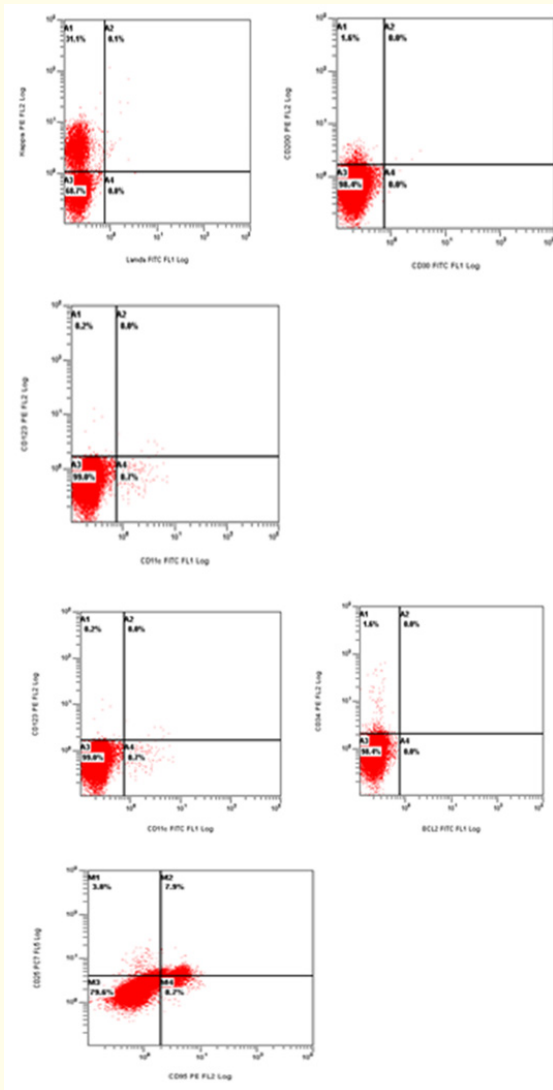 A1 A2
31.1% 0.1%
Kappa PE FL2 Log
A3 A4
68.7% 0.0%
Lamda FITC FL1 Log
A1 A2
1.6% 0.0%
CD200 PE FL2 Log
A3 A4
98.4% 0.0%
FITC FL1 Log
A1 A2
0.2% 0.0%
CD123 PE FL2 Log
A3 A4
99.0% 0.7%
CD11c FITC FL1 Log
A1 A2
0.2% 0.0%
CD123 PE FL2 Log
A3 A4
99.0% 0.7%
CD11c FITC FL1 Log
A1 A2
1.6% 0.0%
CD34 PE FL2 Log
A3 A4
98.4% 0.0%
BCL2 FITC FL1 Log
M1 M2
3.8% 7.9%
CD25 PC7 FL5 Log
M3 M4
79.6% 8.7%
CD95 PE FL2 Log